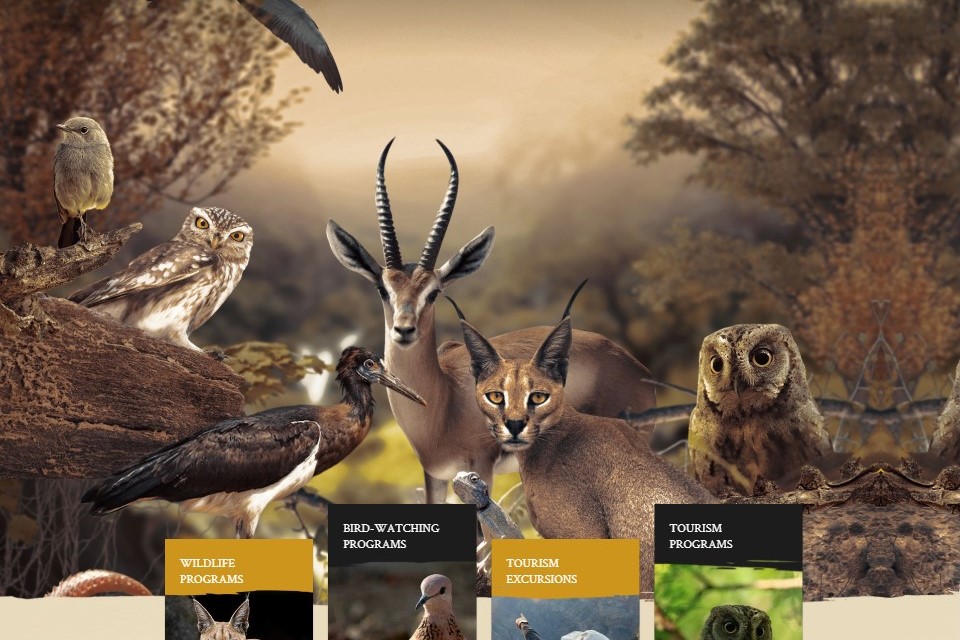 WILDLIFE
PROGRAMS
BIRD-WATCHING
PROGRAMS
TOURISM
EXCURSIONS
TOURISM
PROGRAMS